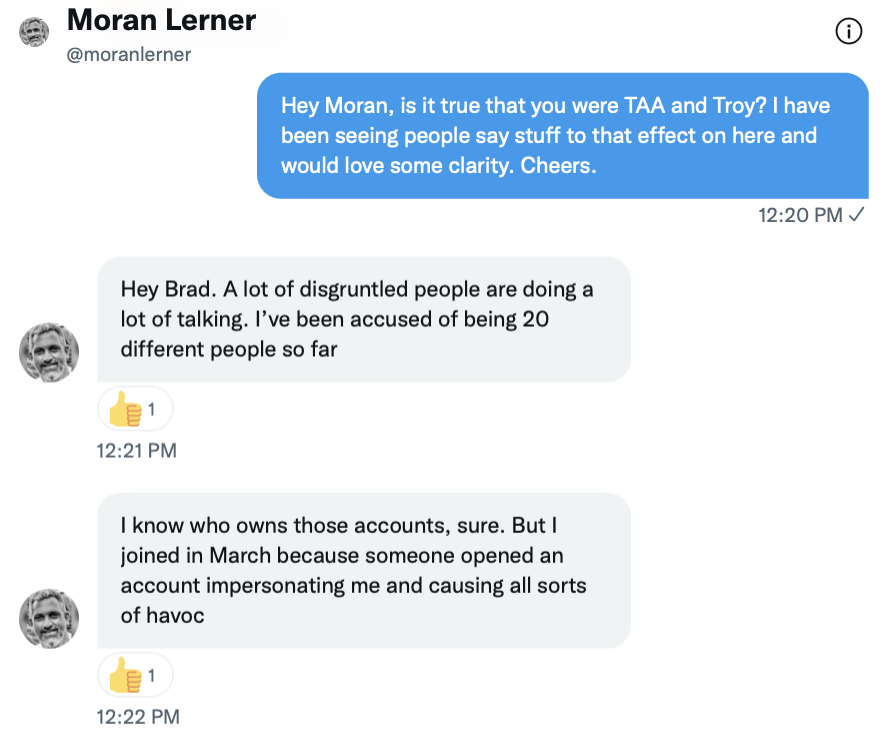 Moran Lerner
@moranlerner
Hey Moran, is it true that you were TAA and Troy? I have
been seeing people say stuff to that effect on here and
would love some clarity. Cheers.
12:20 PM ✓
Hey Brad. A lot of disgruntled people are doing a
lot of talking. I’ve been accused of being 20
different people so far
1
12:21 PM
I know who owns those accounts, sure. But I
joined in March because someone opened an
account impersonating me and causing all sorts
of havoc
1
12:22 PM